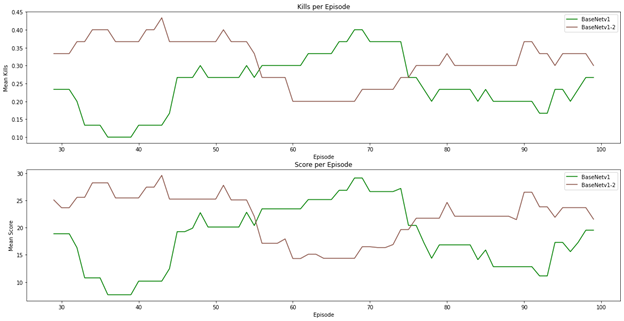 Kills per Episode
0.45
0.40
0.35
0.30
0.25
0.20
0.15
0.10
Mean Kills
BaseNetv1
BaseNetv1-2
30
40
50
60
70
80
90
100
Episode
Score per Episode
30
25
20
15
10
Mean Score
BaseNetv1
BaseNetv1-2
30
40
50
60
70
80
90
100
Episode